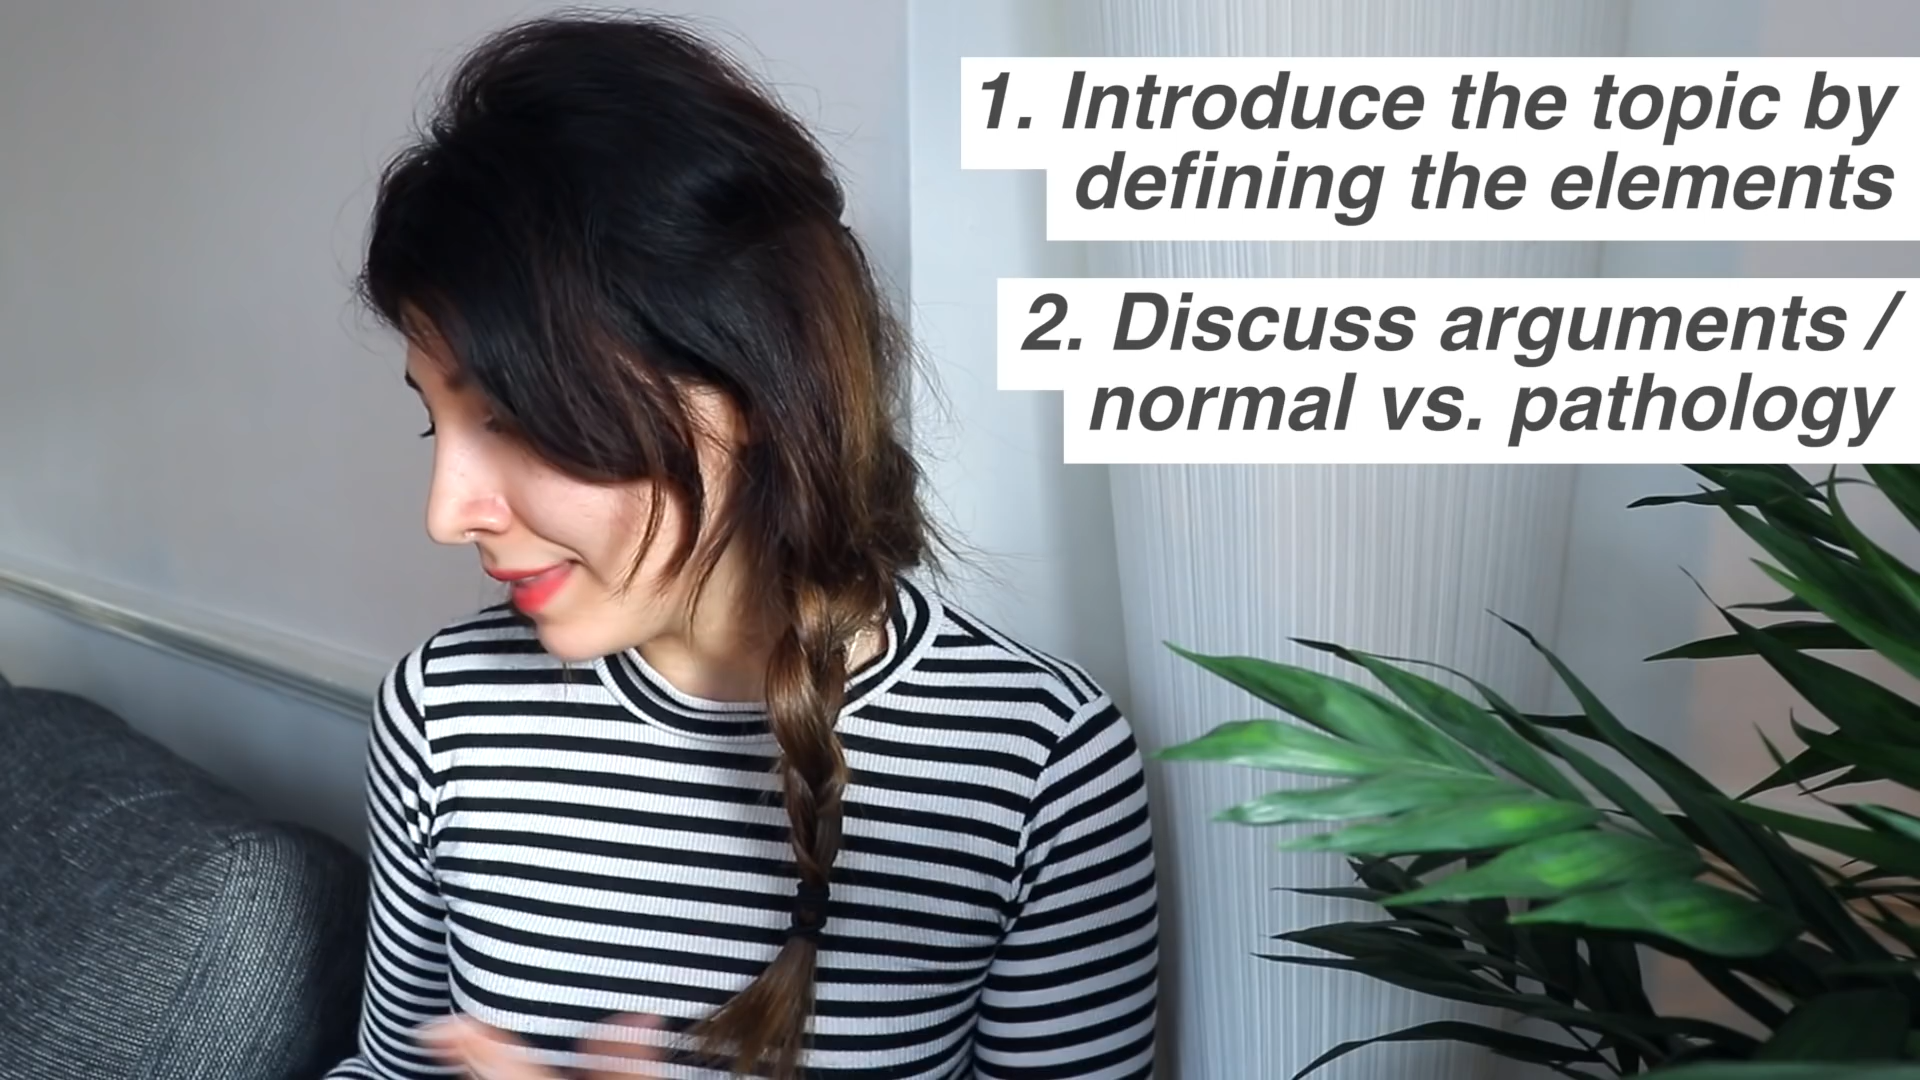 1. Introduce the topic by
defining the elements
2. Discuss arguments /
normal vs. pathology